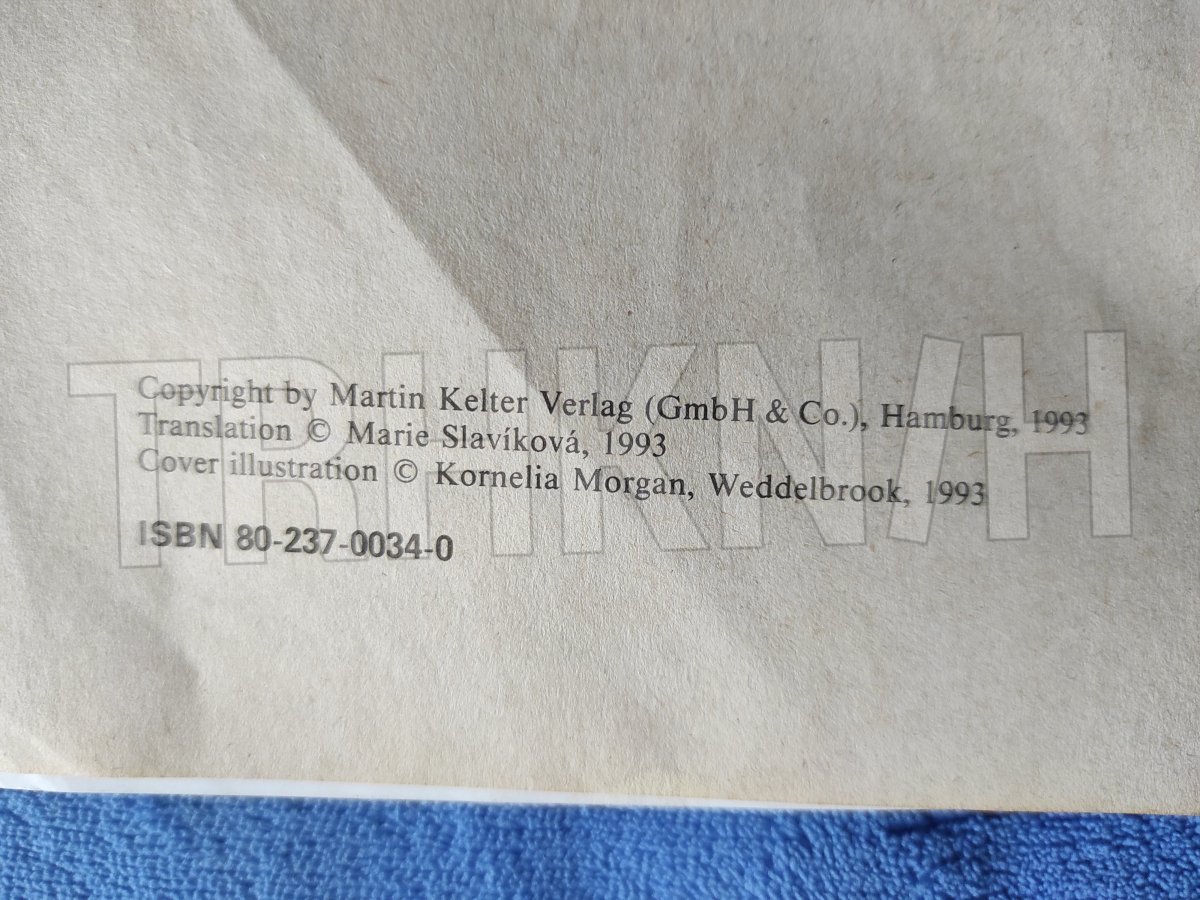 Copyright by Martin Kelter Verlag (GmbH & Co.), Hamburg, 1993
Translation © Marie Slavíková, 1993
Cover illustration © Kornelia Morgan, Weddelbrook, 1993
ISBN 80-237-0034-0